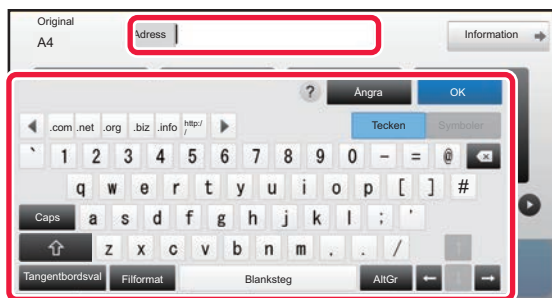 Original
A4
Adress
Information
? Ångra OK
.com .net .org .biz .info http:/
/
Tecken Symboler
` 1 2 3 4 5 6 7 8 9 0 - = @
q w e r t y u i o p [ ] #
Caps a s d f g h j k l ; '
z x c v b n m , . /
Tangentbordsval Filformat Blanksteg AltGr